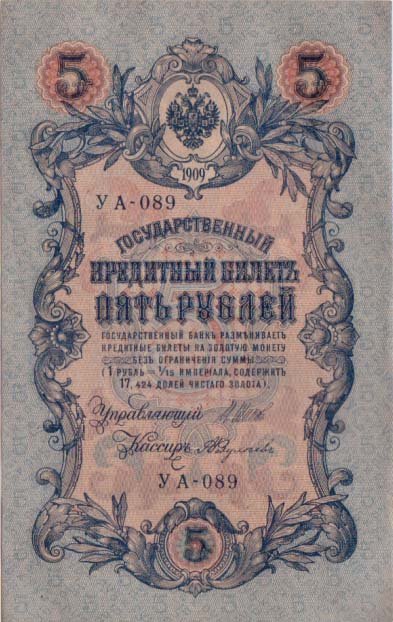 5 5
1909
УА-089
ГОСУДАРСТВЕННЫЙ
КРЕДИТНЫЙ БИЛЕТЪ
ПЯТЬ РУБЛЕЙ
ГОСУДАРСТВЕННЫЙ БАНКЪ РАЗМѢНИВАЕТЪ
КРЕДИТНЫЕ БИЛЕТЫ НА ЗОЛОТУЮ МОНЕТУ
БЕЗЪ ОГРАНИЧЕНІЯ СУММЫ
(1 РУБЛЬ = 1/15 ИМПЕРІАЛА, СОДЕРЖИТЪ
17,424 ДОЛЕЙ ЧИСТАГО ЗОЛОТА).
Управляющій
Кассиръ
УА-089
5